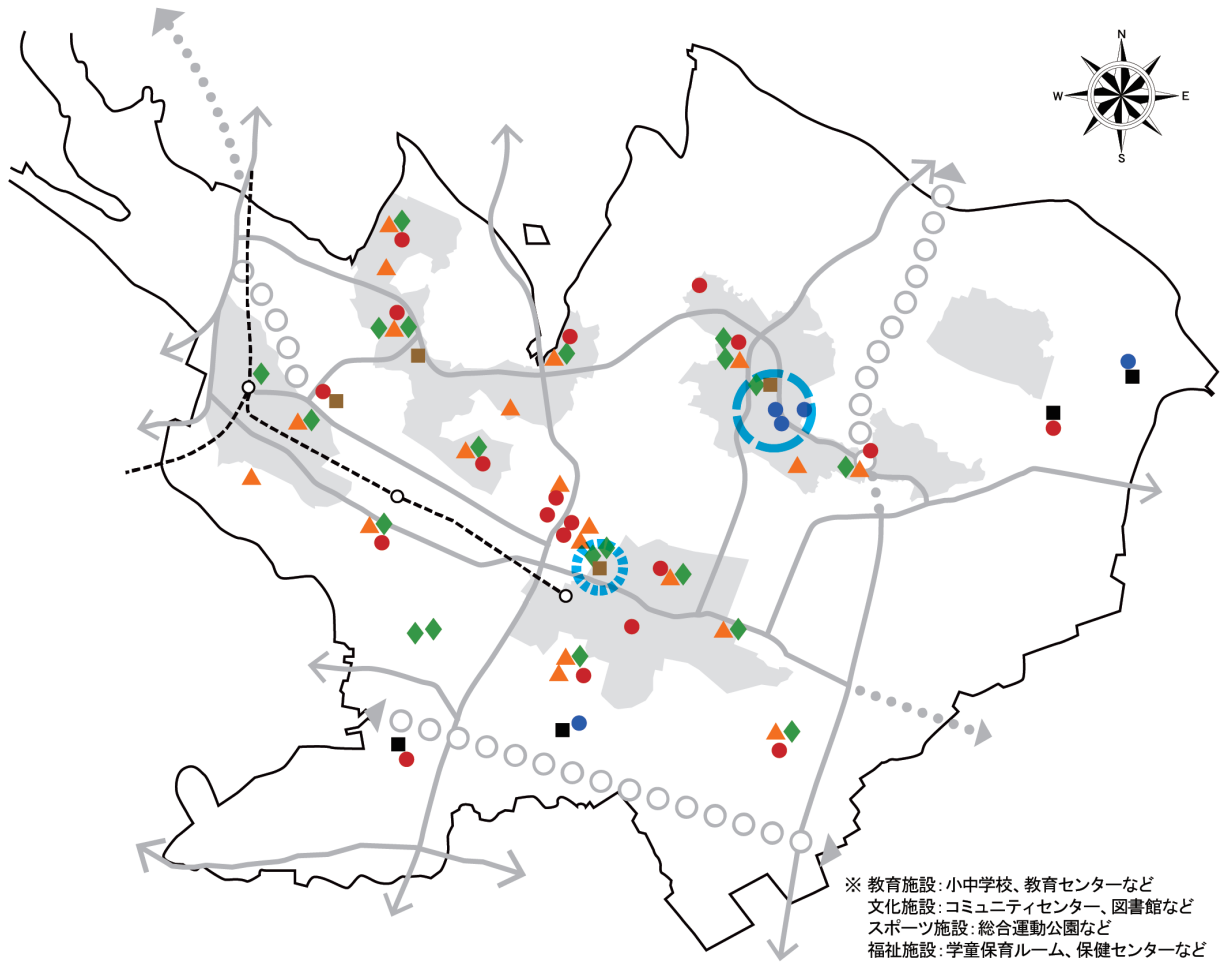 N
W
E
S
※ 教育施設：小中学校、教育センターなど
文化施設：コミュニティセンター、図書館など
スポーツ施設：総合運動公園など
福祉施設：学童保育ルーム、保健センターなど